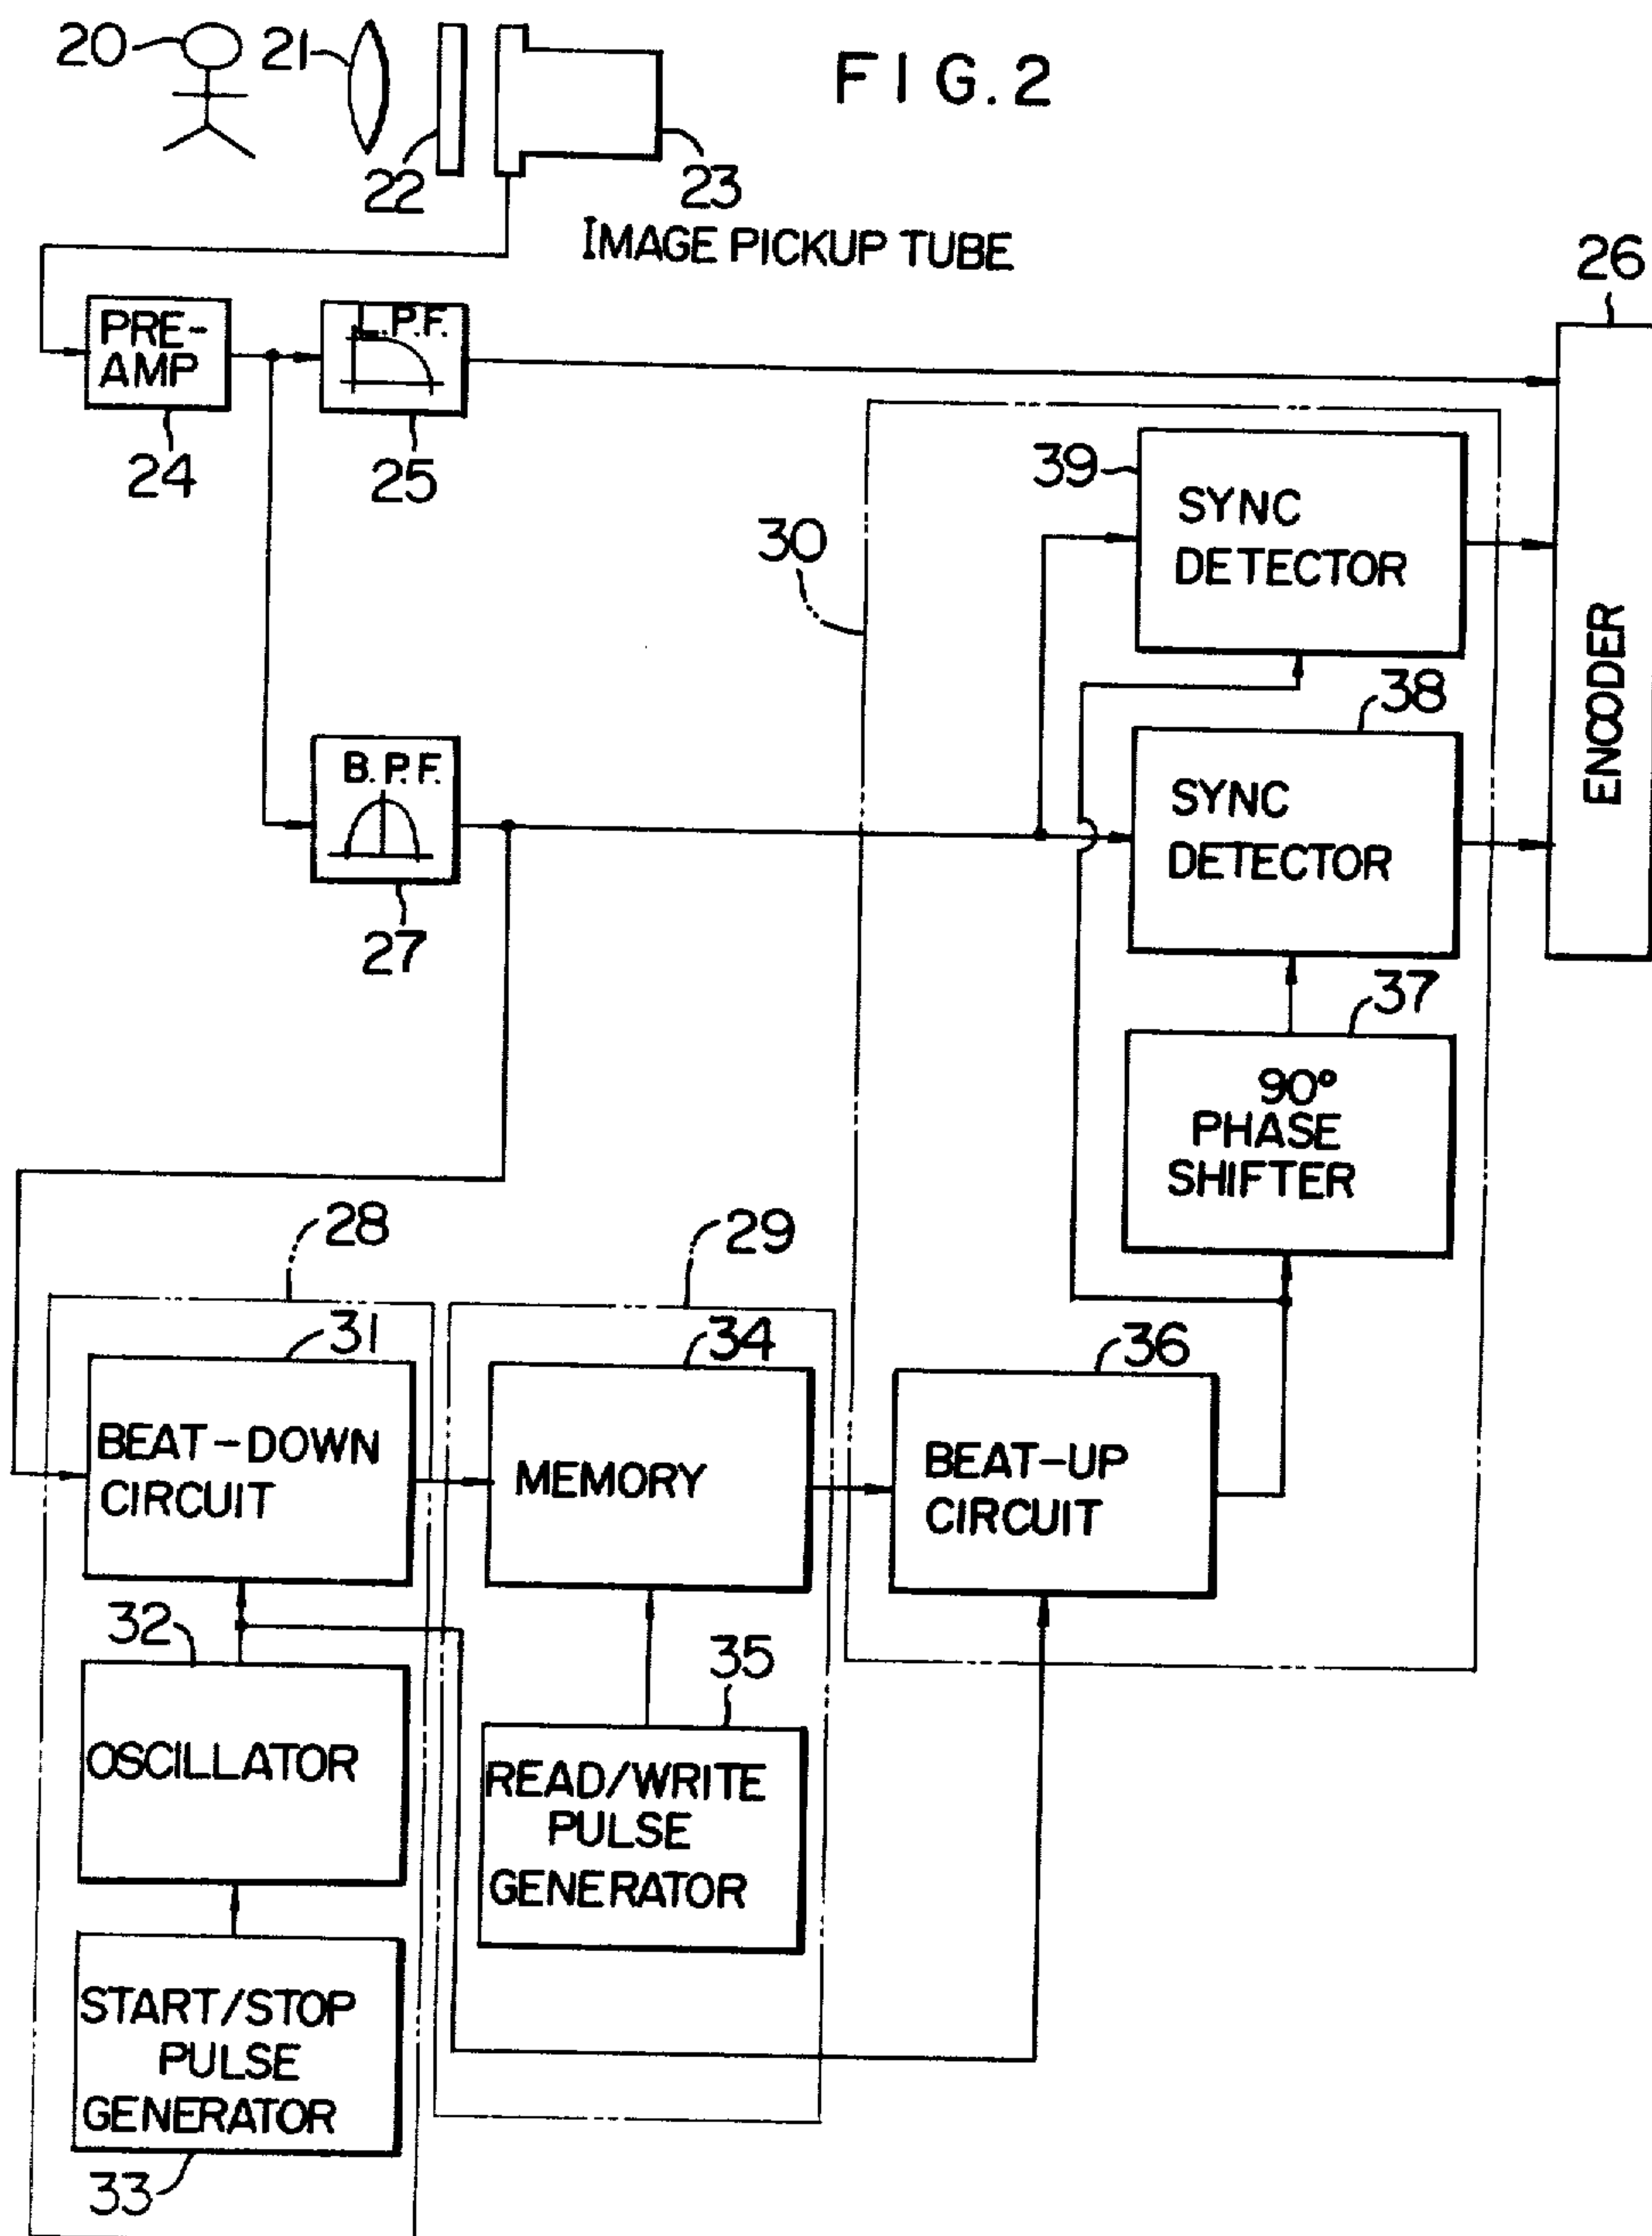 FIG. 2
20
21
22
23
IMAGE PICKUP TUBE
26
PRE-
AMP
L.P.F.
24
25
39
SYNC
DETECTOR
30
ENCODER
38
B.P.F.
SYNC
DETECTOR
27
37
90°
PHASE
SHIFTER
28
29
31
34
36
BEAT-DOWN
CIRCUIT
MEMORY
BEAT-UP
CIRCUIT
32
35
OSCILLATOR
READ/WRITE
PULSE
GENERATOR
START/STOP
PULSE
GENERATOR
33